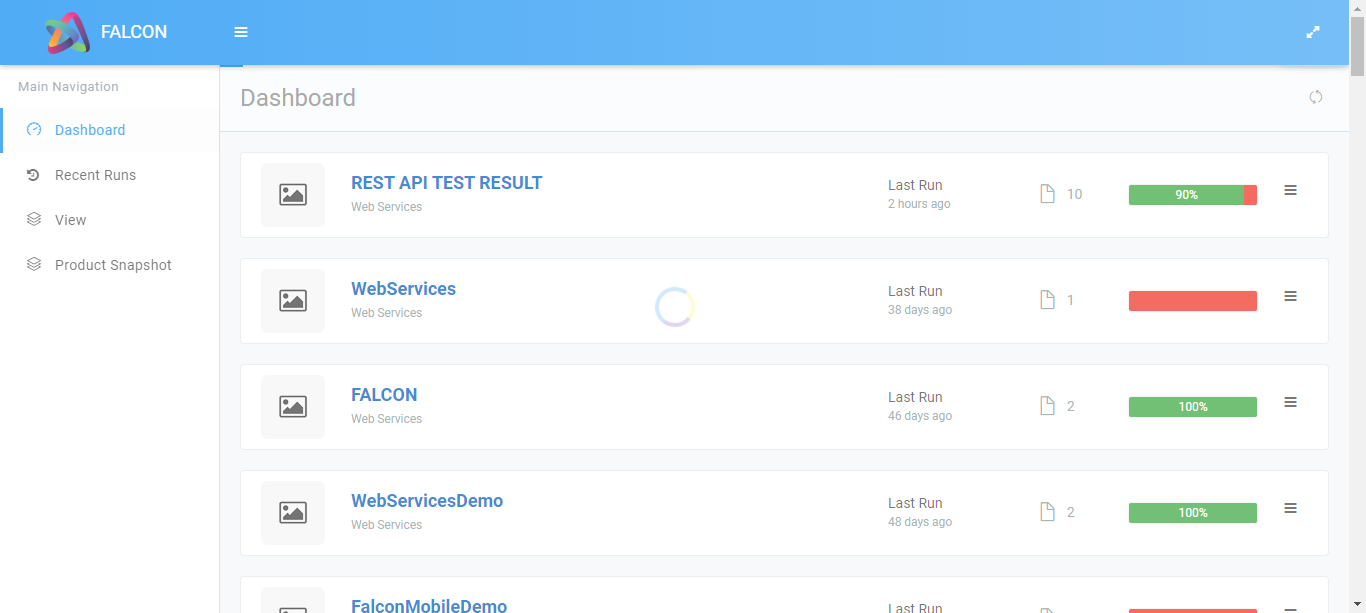 FALCON
Main Navigation
Dashboard
Recent Runs
View
Product Snapshot
Dashboard
REST API TEST RESULT
Web Services
Last Run
2 hours ago
10
90%
WebServices
Web Services
Last Run
38 days ago
1
FALCON
Web Services
Last Run
46 days ago
2
100%
WebServicesDemo
Web Services
Last Run
48 days ago
2
100%
FalconMobileDemo
Last Run